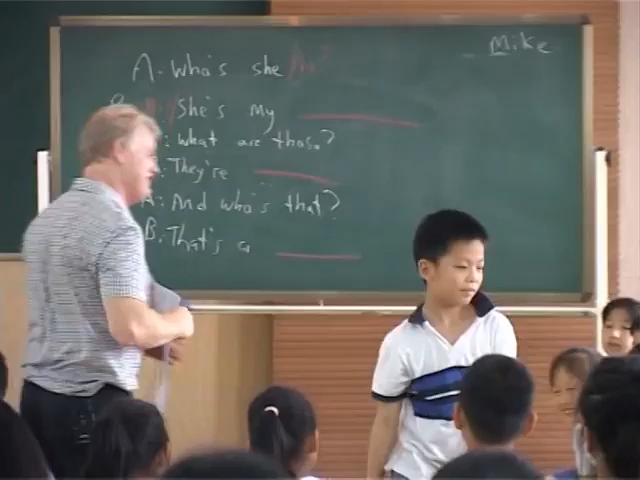 Mike
A. Who's she
She's my
: What are those?
They're
A: And who's that?
B. That's a